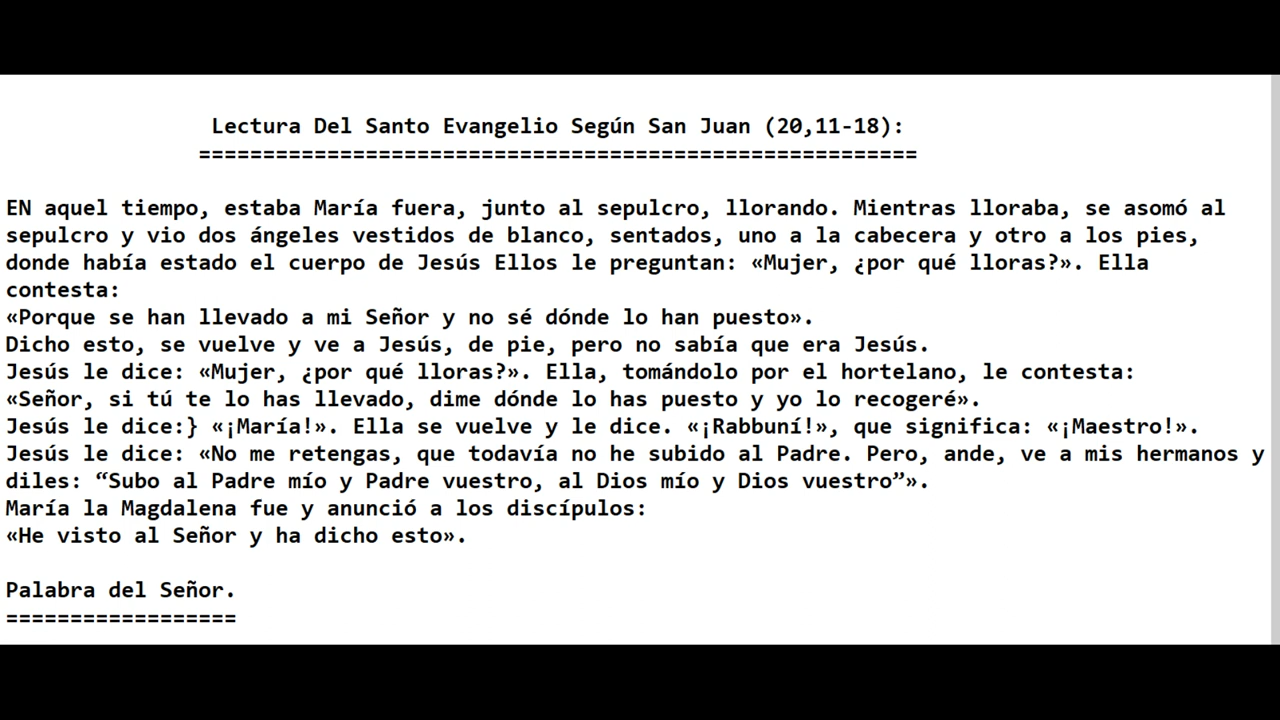 Lectura Del Santo Evangelio Según San Juan (20,11-18):
========================================================
EN aquel tiempo, estaba María fuera, junto al sepulcro, llorando. Mientras lloraba, se asomó al
sepulcro y vio dos ángeles vestidos de blanco, sentados, uno a la cabecera y otro a los pies,
donde había estado el cuerpo de Jesús Ellos le preguntan: «Mujer, ¿por qué lloras?». Ella
contesta:
«Porque se han llevado a mi Señor y no sé dónde lo han puesto».
Dicho esto, se vuelve y ve a Jesús, de pie, pero no sabía que era Jesús.
Jesús le dice: «Mujer, ¿por qué lloras?». Ella, tomándolo por el hortelano, le contesta:
«Señor, si tú te lo has llevado, dime dónde lo has puesto y yo lo recogeré».
Jesús le dice:} «¡María!». Ella se vuelve y le dice. «¡Rabbuní!», que significa: «¡Maestro!».
Jesús le dice: «No me retengas, que todavía no he subido al Padre. Pero, ande, ve a mis hermanos y
diles: “Subo al Padre mío y Padre vuestro, al Dios mío y Dios vuestro”».
María la Magdalena fue y anunció a los discípulos:
«He visto al Señor y ha dicho esto».
Palabra del Señor.
==================